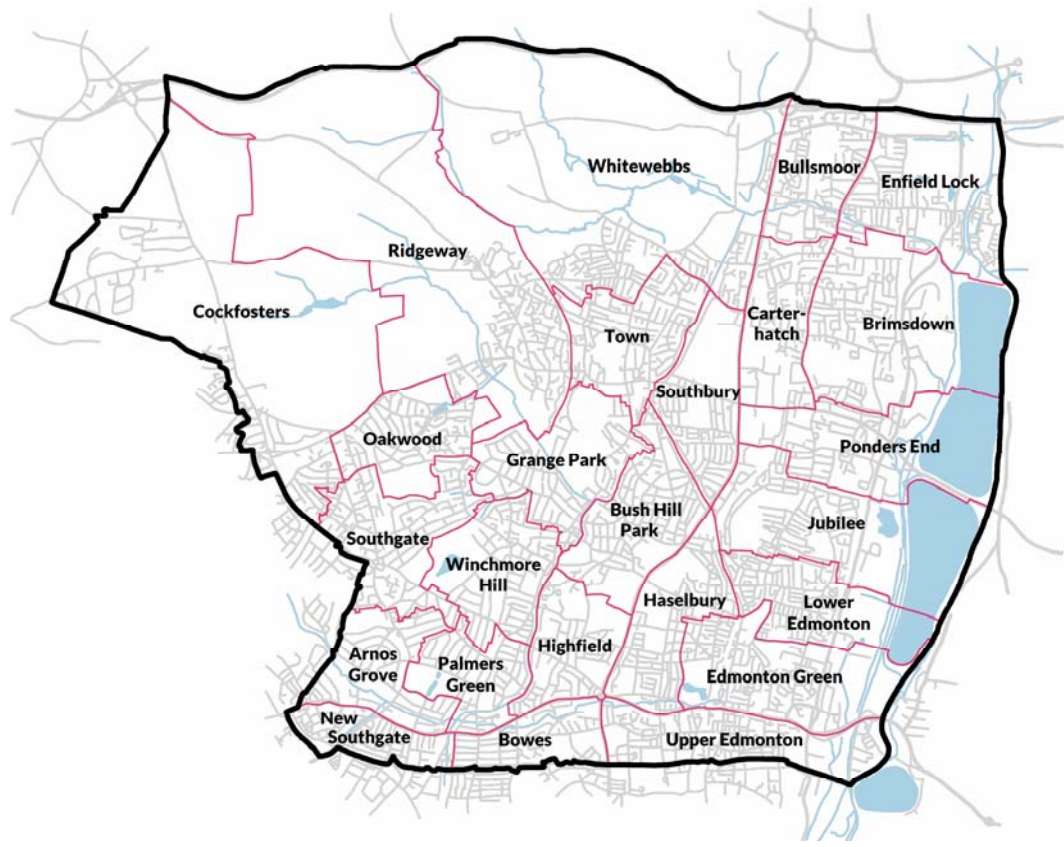 Whitewebbs
Bullsmoor
Enfield Lock
Ridgeway
Cockfosters
Town
Carter-
hatch
Brimsdown
Southbury
Oakwood
Grange Park
Ponders End
Bush Hill
Park
Jubilee
Southgate
Winchmore
Hill
Haselbury
Lower
Edmonton
Highfield
Arnos
Grove
Palmers
Green
Edmonton Green
New
Southgate
Bowes
Upper Edmonton